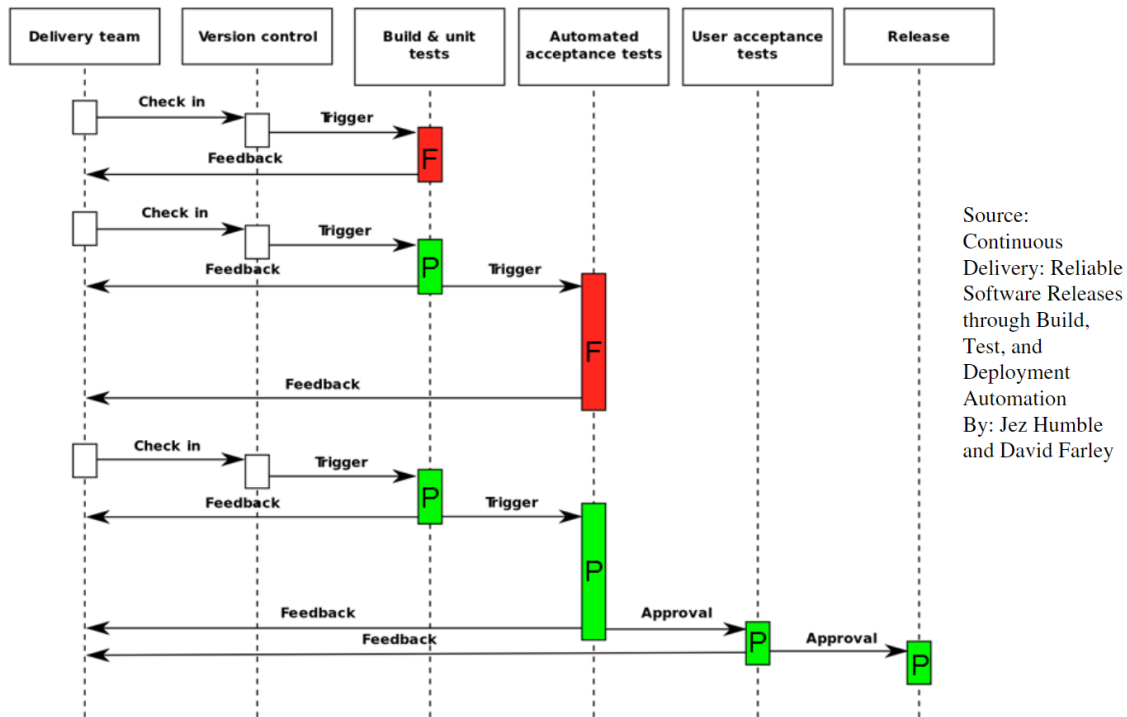 Delivery team
Version control
Build & unit
tests
Automated
acceptance tests
User acceptance
tests
Release
Check in
Trigger
Feedback
F
Check in
Trigger
Feedback
P
Trigger
F
Feedback
Check in
Trigger
Feedback
P
Trigger
P
Feedback
Approval
Feedback
P
Approval
P
Source:
Continuous
Delivery: Reliable
Software Releases
through Build,
Test, and
Deployment
Automation
By: Jez Humble
and David Farley